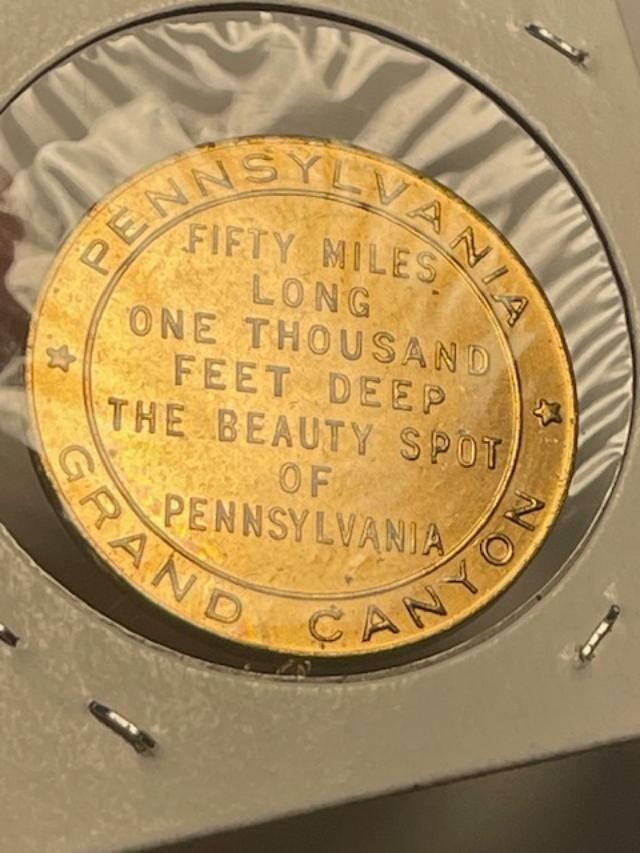 PENNSYLVANIA
FIFTY MILES
LONG
ONE THOUSAND
FEET DEEP
THE BEAUTY SPOT
OF
PENNSYLVANIA
GRAND CANYON